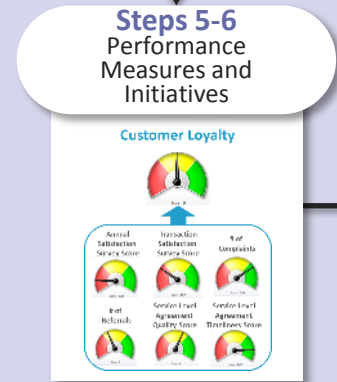 Steps 5-6
Performance
Measures and
Initiatives
Customer Loyalty
Annual
Satisfaction
Survey Score
Transaction
Satisfaction
Survey Score
# of
Complaints
# of
Referrals
Service Level
Agreement
Quality Score
Service Level
Agreement
Timeliness Score